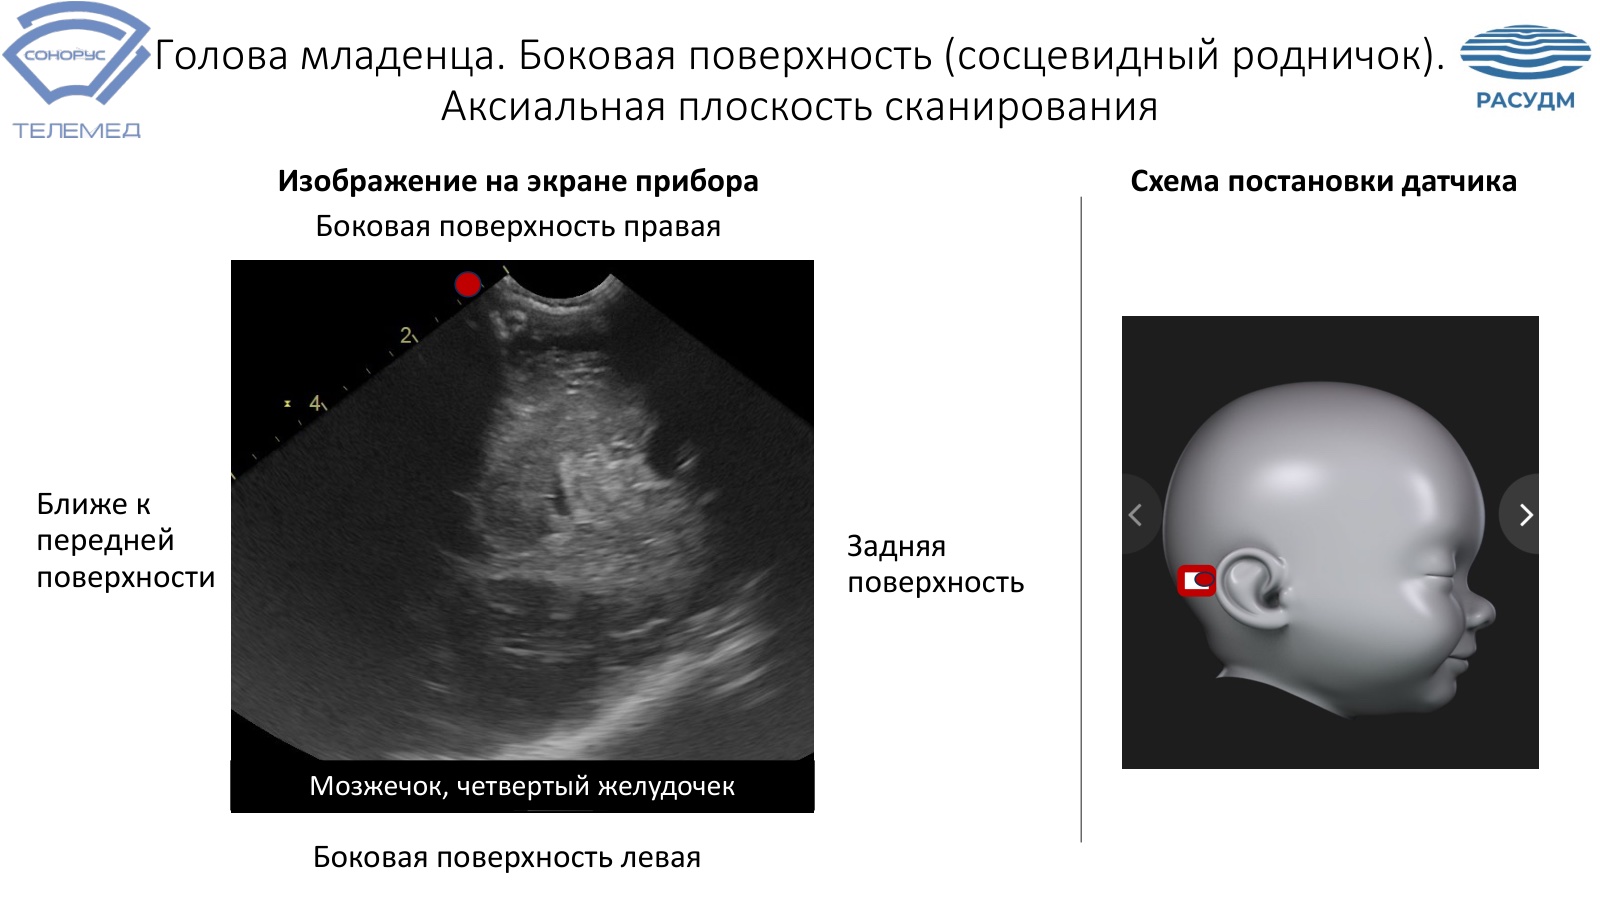 СОНОРУС
ТЕЛЕМЕД
Голова младенца. Боковая поверхность (сосцевидный родничок).
Аксиальная плоскость сканирования
РАСУДМ
Изображение на экране прибора
Боковая поверхность правая
2
4
Ближе к
передней
поверхности
Задняя
поверхность
Мозжечок, четвертый желудочек
Боковая поверхность левая
Схема постановки датчика